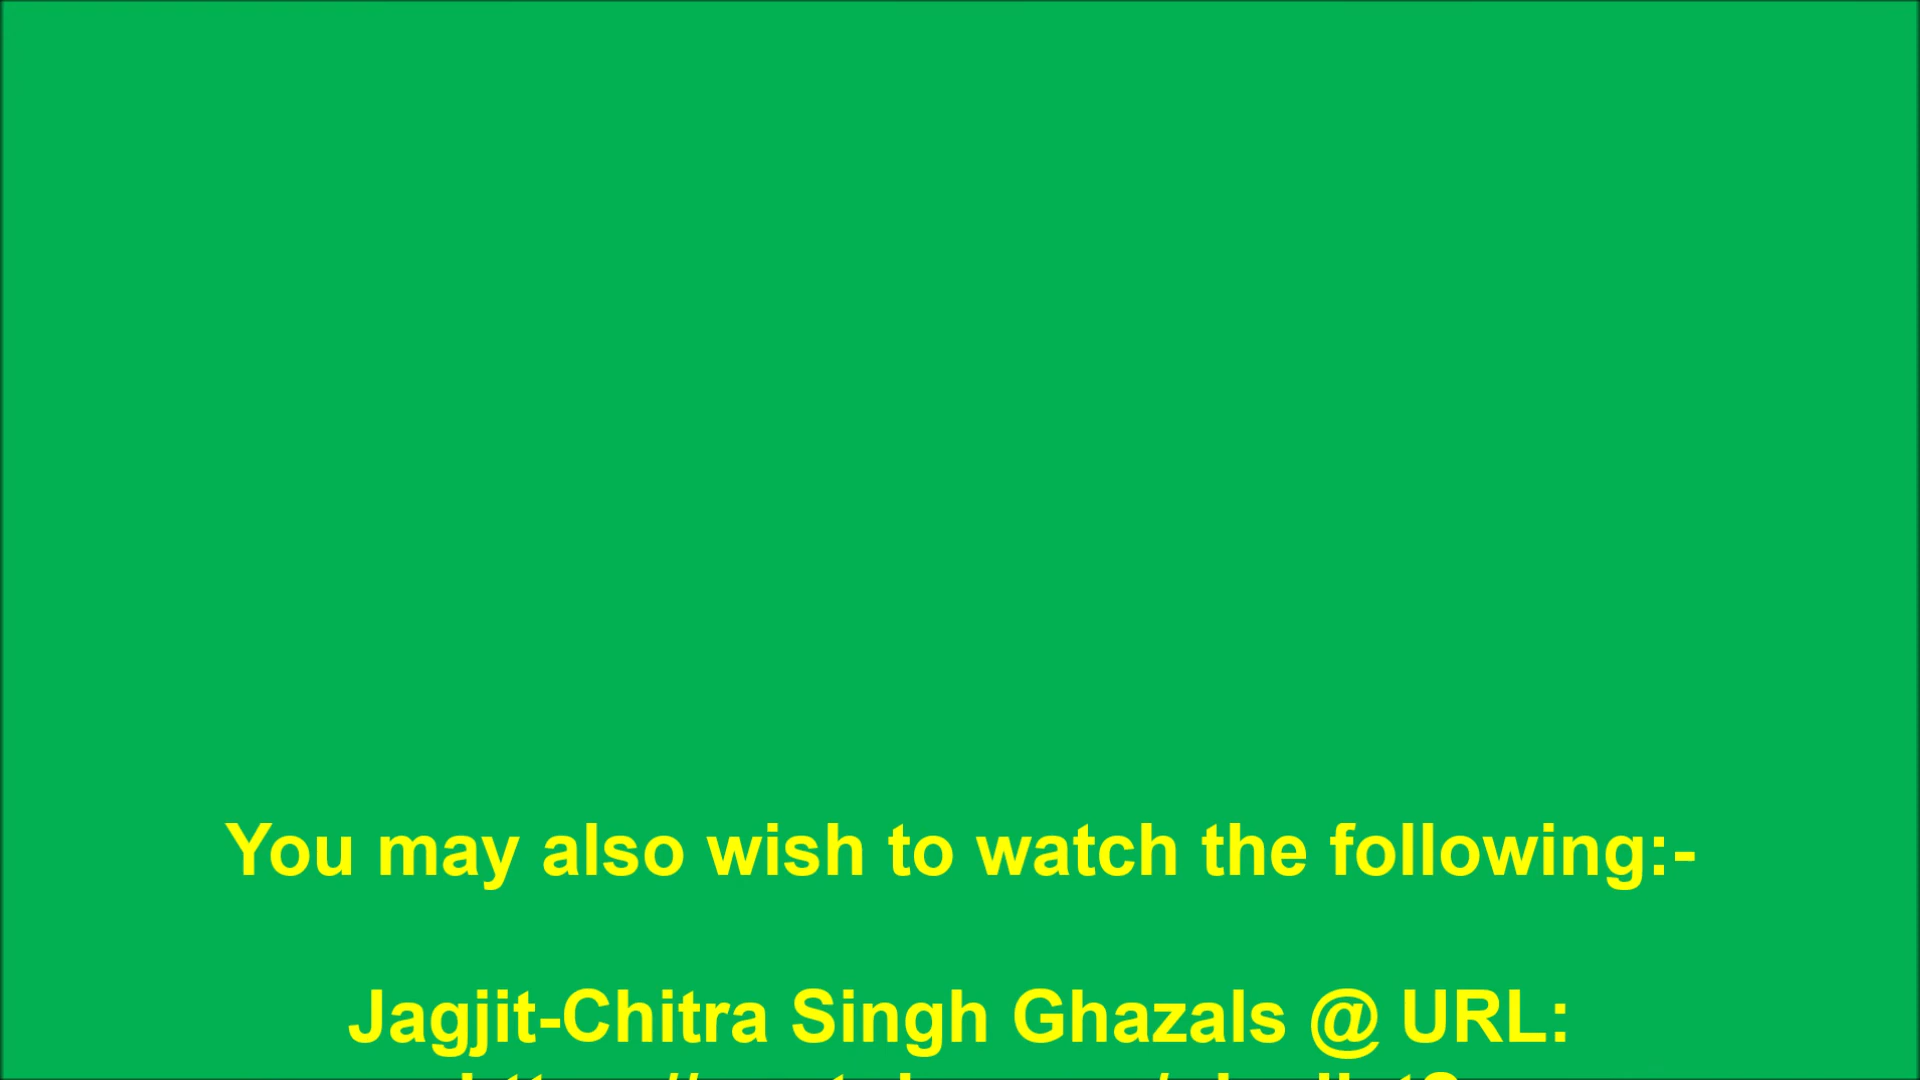 You may also wish to watch the following:-
Jagjit-Chitra Singh Ghazals @ URL: